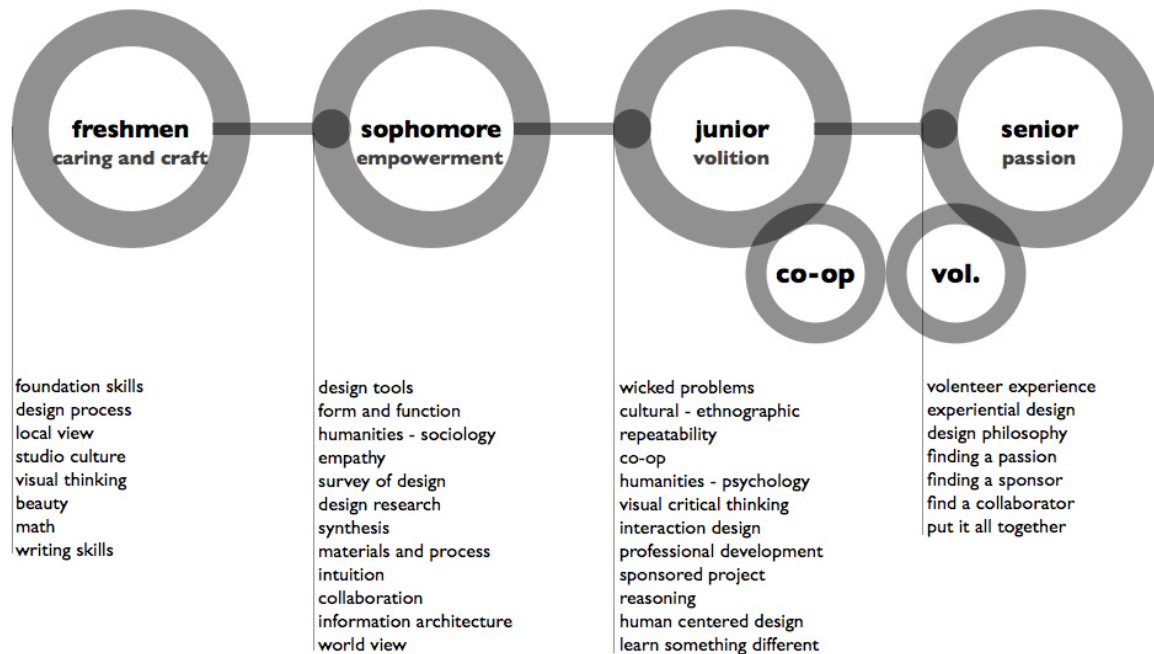 freshmen
caring and craft
sophomore
empowerment
junior
volition
senior
passion
co-op
vol.
foundation skills
design process
local view
studio culture
visual thinking
beauty
math
writing skills
design tools
form and function
humanities - sociology
empathy
survey of design
design research
synthesis
materials and process
intuition
collaboration
information architecture
world view
wicked problems
cultural - ethnographic
repeatability
co-op
humanities - psychology
visual critical thinking
interaction design
professional development
sponsored project
reasoning
human centered design
learn something different
volenteer experience
experiential design
design philosophy
finding a passion
finding a sponsor
find a collaborator
put it all together